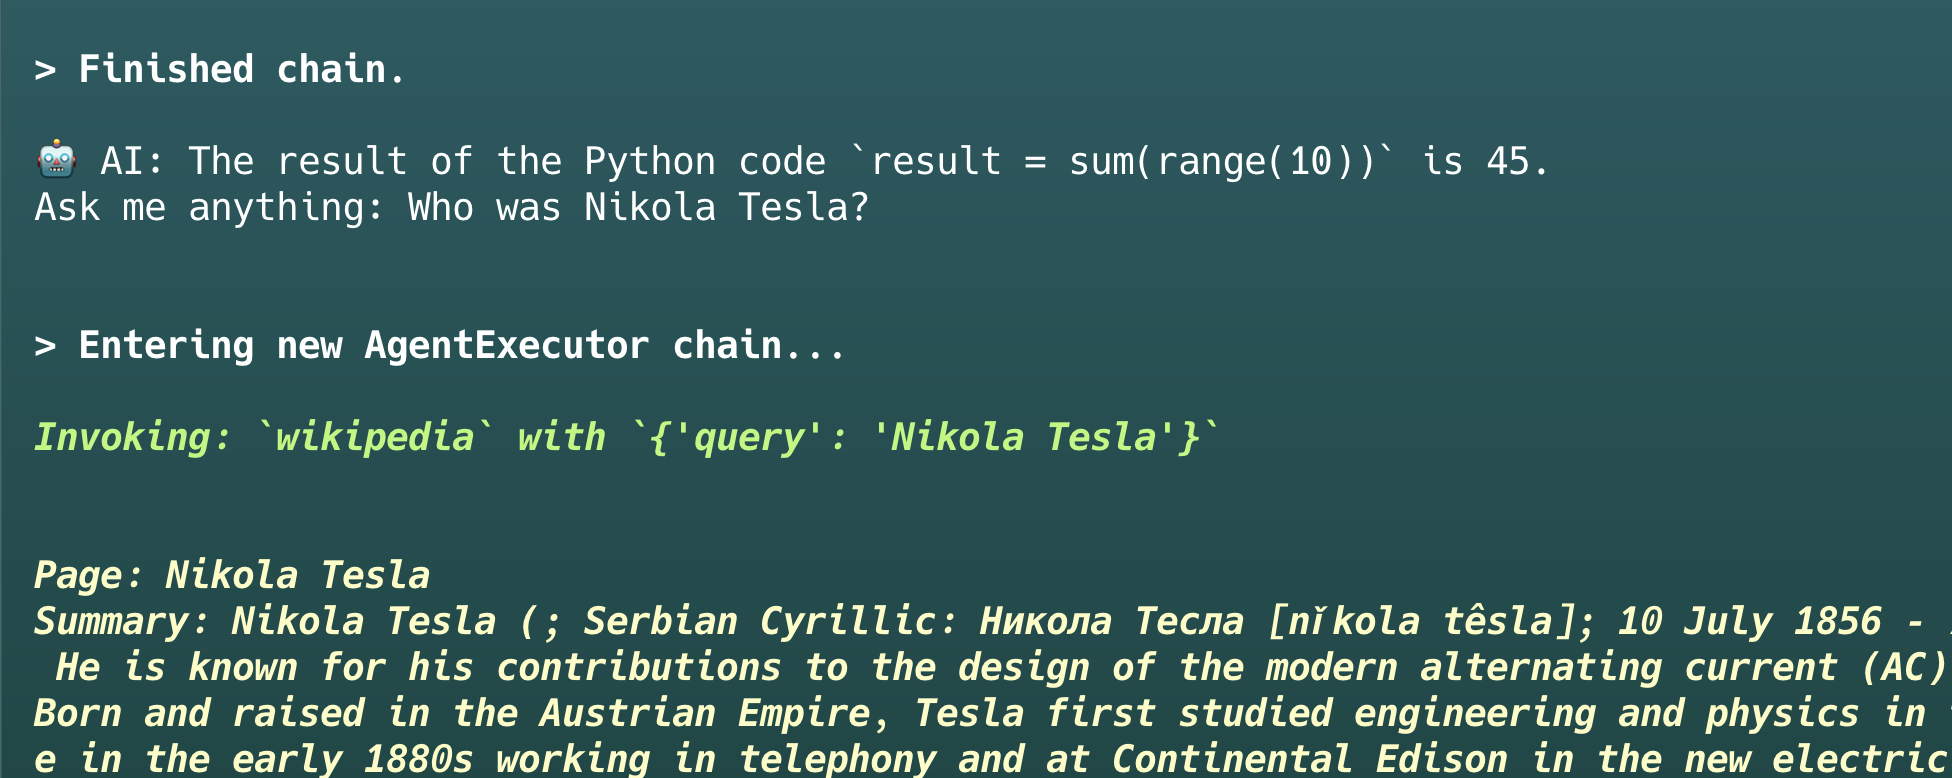 > Finished chain.
🤖 AI: The result of the Python code `result = sum(range(10))` is 45.
Ask me anything: Who was Nikola Tesla?
> Entering new AgentExecutor chain...
Invoking: `wikipedia` with `{'query': 'Nikola Tesla'}`
Page: Nikola Tesla
Summary: Nikola Tesla (; Serbian Cyrillic: Никола Тесла [nǐkola têsla]; 10 July 1856 -
He is known for his contributions to the design of the modern alternating current (AC)
Born and raised in the Austrian Empire, Tesla first studied engineering and physics in
e in the early 1880s working in telephony and at Continental Edison in the new electric